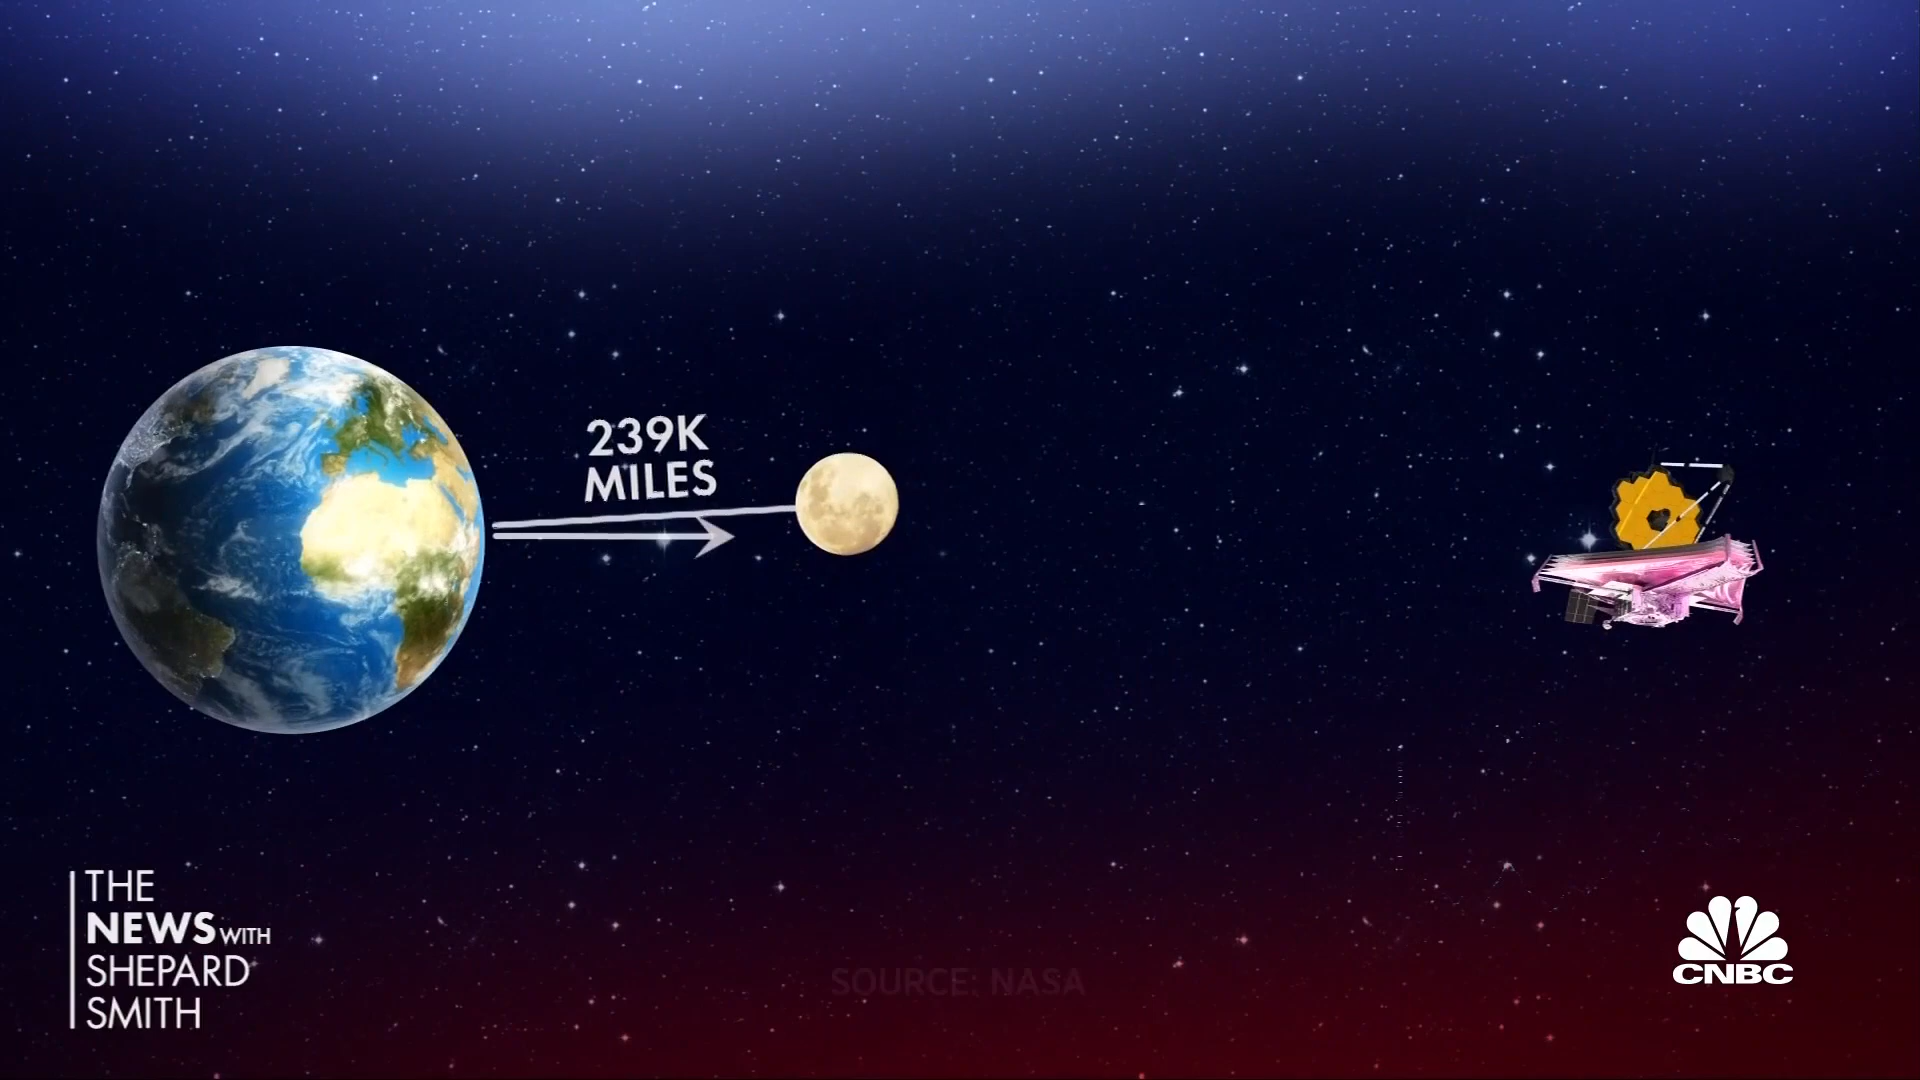 239K
MILES
THE
NEWS WITH
SHEPARD
SMITH
SOURCE: NASA
CNBC